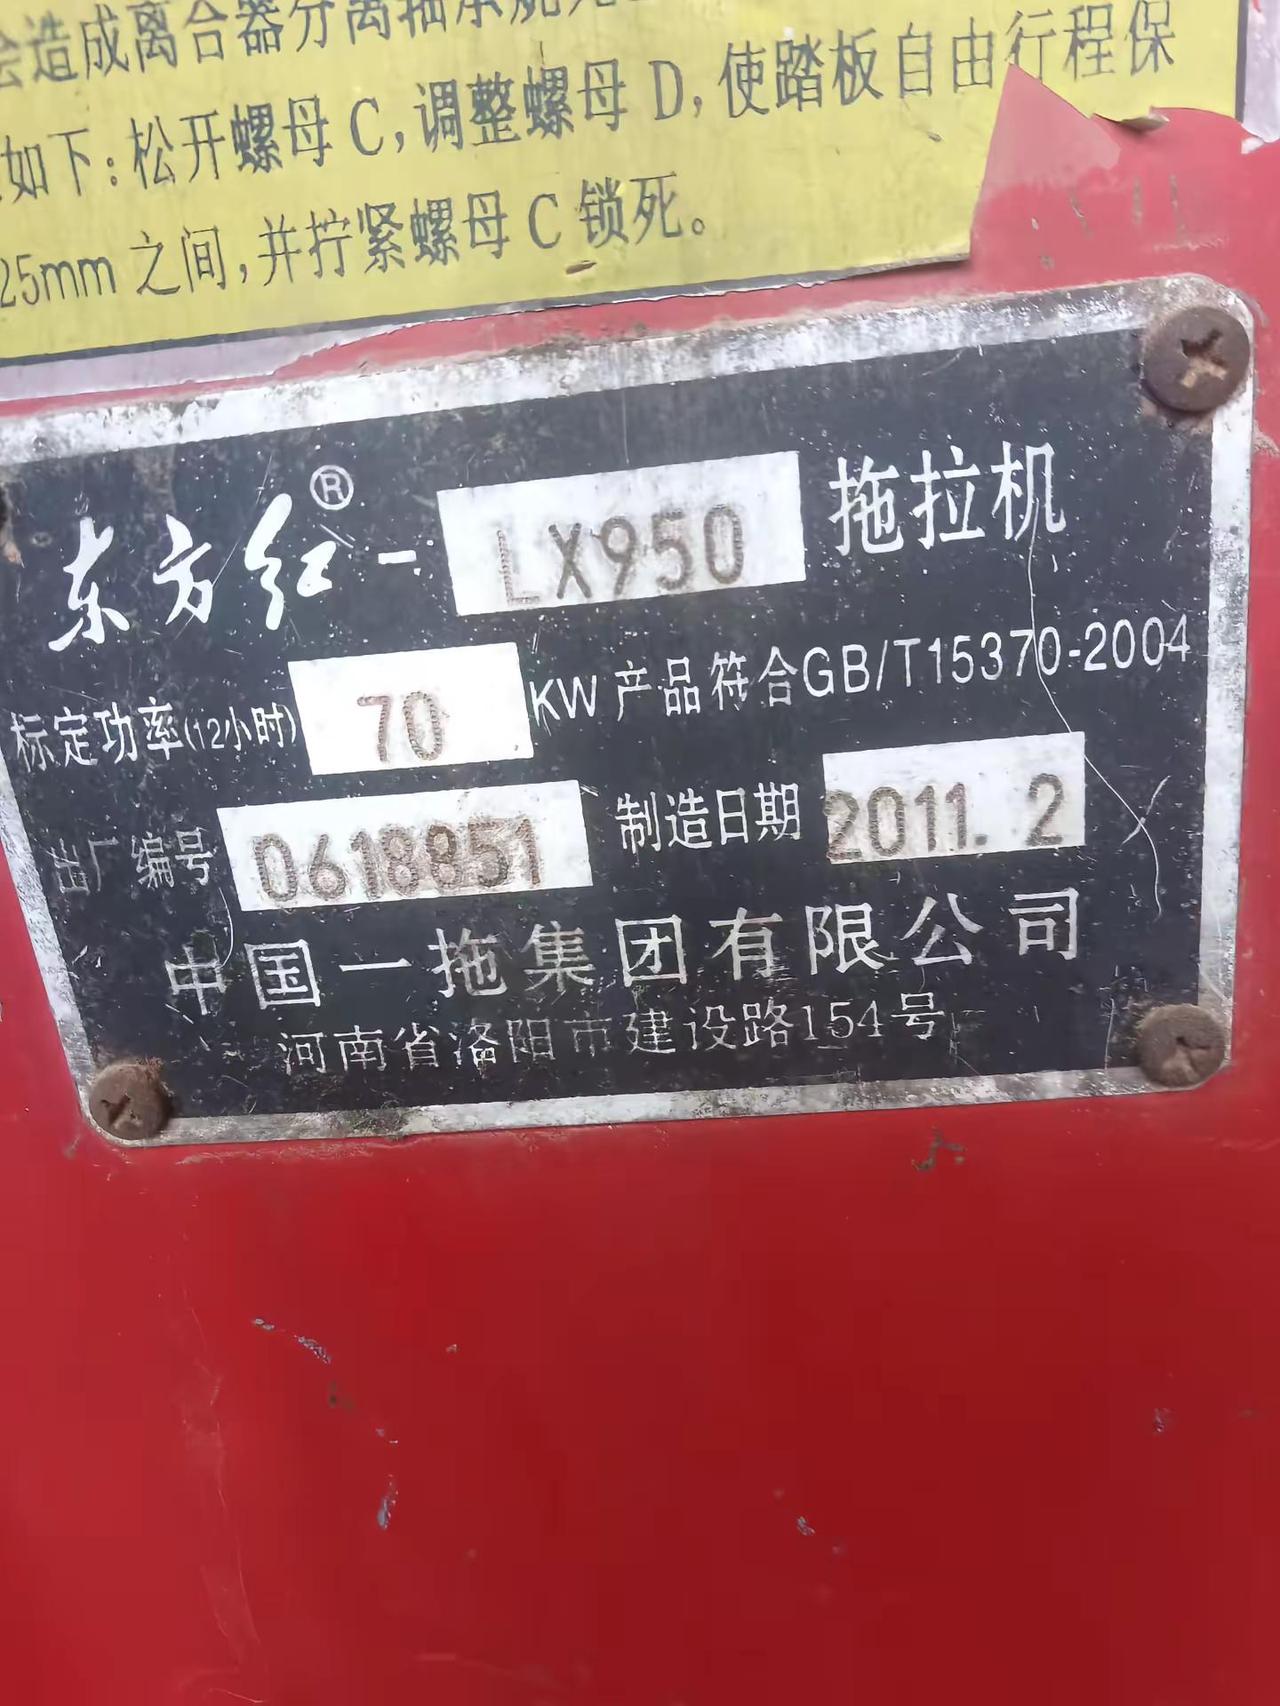 会造成离合器分离轴承烧
如下：松开螺母C，调整螺母D，使踏板自由行程保
25mm之间，并拧紧螺母C锁死。
东方红®-LX950拖拉机
标定功率(12小时)70KW产品符合GB/T15370-2004
出厂编号0618851制造日期2011.2
中国一拖集团有限公司
河南省洛阳市建设路154号